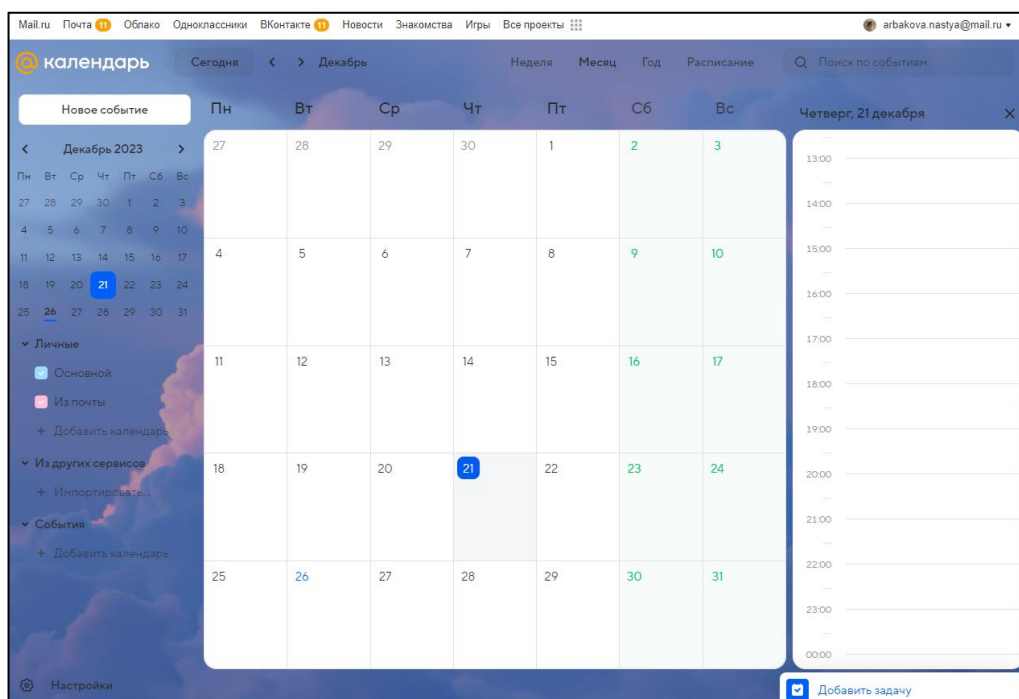 Mail.ru Почта 11 Облако Одноклассники ВКонтакте 11 Новости Знакомства Игры Все проекты arbakova.nastya@mail.ru
календарь Сегодня < > Декабрь Неделя Месяц Год Расписание Поиск по событиям
Новое событие
< Декабрь 2023 >
Пн Вт Ср Чт Пт Сб Вс
27 28 29 30 1 2 3
4 5 6 7 8 9 10
11 12 13 14 15 16 17
18 19 20 21 22 23 24
25 26 27 28 29 30 31
Личные
Основной
Из почты
+ Добавить календарь
Из других сервисов
+ Импортировать...
События
+ Добавить календарь
Настройки
Пн Вт Ср Чт Пт Сб Вс
27 28 29 30 1 2 3
4 5 6 7 8 9 10
11 12 13 14 15 16 17
18 19 20 21 22 23 24
25 26 27 28 29 30 31
Четверг, 21 декабря
13:00
14:00
15:00
16:00
17:00
18:00
19:00
20:00
21:00
22:00
23:00
00:00
Добавить задачу